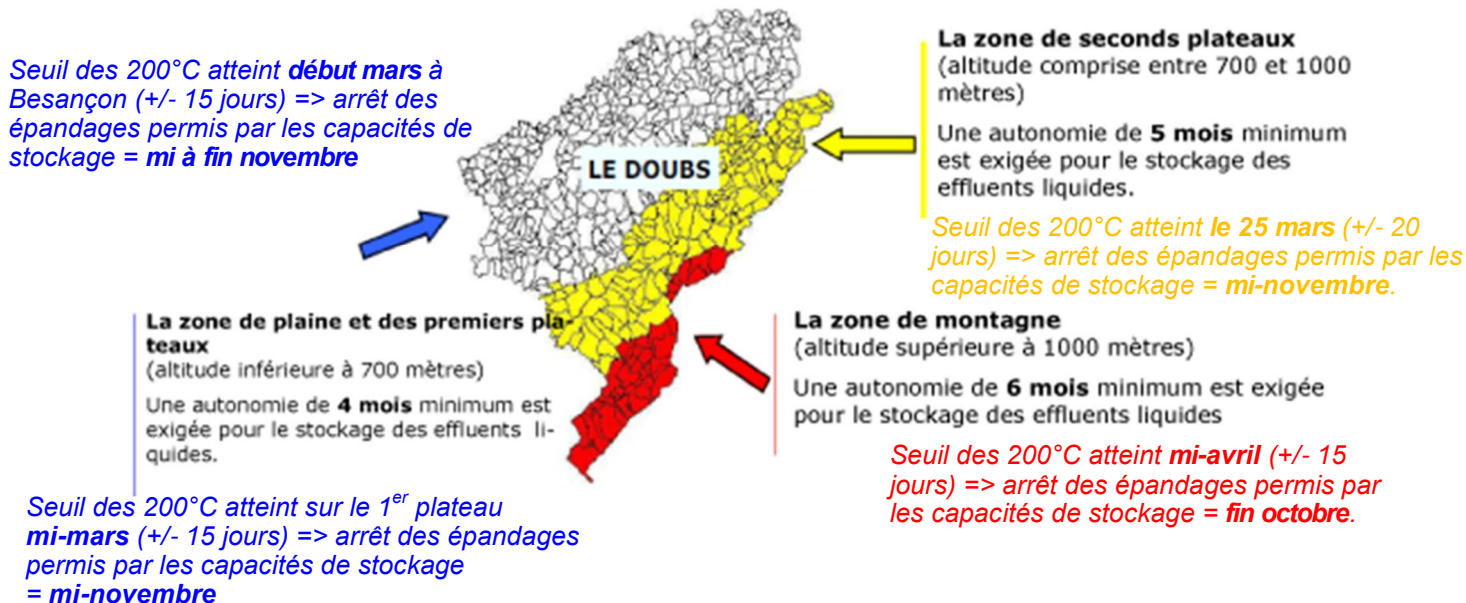 Seuil des 200°C atteint début mars à
Besançon (+/- 15 jours) => arrêt des
épandages permis par les capacités de
stockage = mi à fin novembre
LE DOUBS
La zone de seconds plateaux
(altitude comprise entre 700 et 1000
mètres)
Une autonomie de 5 mois minimum
est exigée pour le stockage des
effluents liquides.
Seuil des 200°C atteint le 25 mars (+/- 20
jours) => arrêt des épandages permis par les
capacités de stockage = mi-novembre.
La zone de plaine et des premiers pla-
teaux
(altitude inférieure à 700 mètres)
Une autonomie de 4 mois minimum est
exigée pour le stockage des effluents li-
quides.
Seuil des 200°C atteint sur le 1er plateau
mi-mars (+/- 15 jours) => arrêt des épandages
permis par les capacités de stockage
= mi-novembre
La zone de montagne
(altitude supérieure à 1000 mètres)
Une autonomie de 6 mois minimum est exigée
pour le stockage des effluents liquides
Seuil des 200°C atteint mi-avril (+/- 15
jours) => arrêt des épandages permis par
les capacités de stockage = fin octobre.